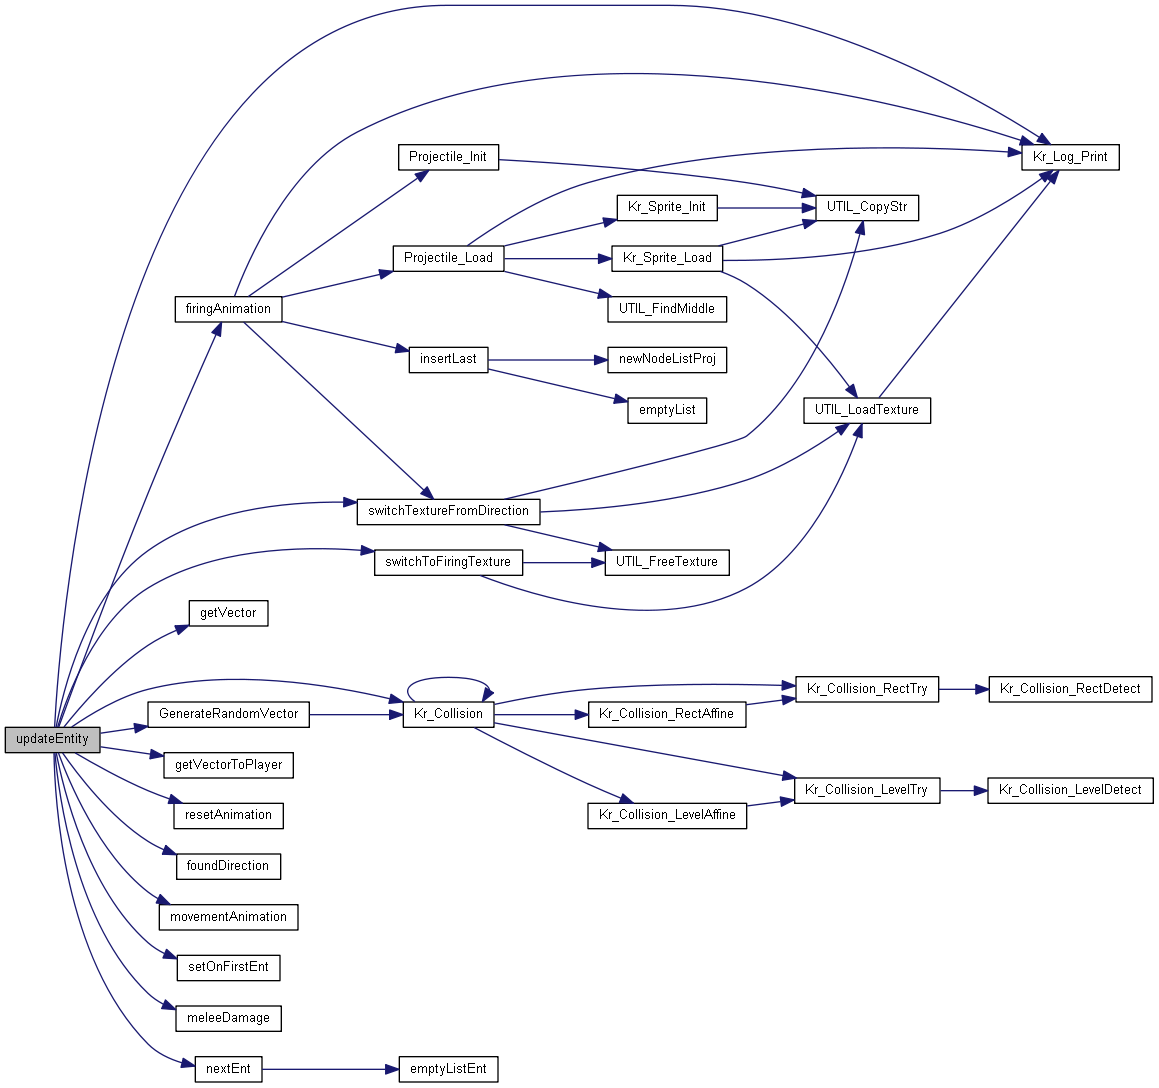 Projectile_Init
Kr_Log_Print
Kr_Sprite_Init
UTIL_CopyStr
Projectile_Load
Kr_Sprite_Load
firingAnimation
UTIL_FindMiddle
insertLast
newNodeListProj
emptyList
UTIL_LoadTexture
switchTextureFromDirection
switchToFiringTexture
UTIL_FreeTexture
getVector
Kr_Collision_RectTry
Kr_Collision_RectDetect
GenerateRandomVector
Kr_Collision
Kr_Collision_RectAffine
updateEntity
getVectorToPlayer
Kr_Collision_LevelTry
Kr_Collision_LevelDetect
resetAnimation
Kr_Collision_LevelAffine
foundDirection
movementAnimation
setOnFirstEnt
meleeDamage
nextEnt
emptyListEnt